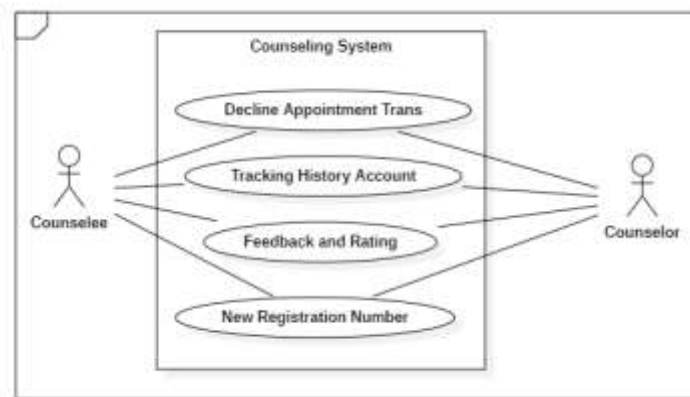 Counseling System
Decline Appointment Trans
Tracking History Account
Counselee
Counselor
Feedback and Rating
New Registration Number